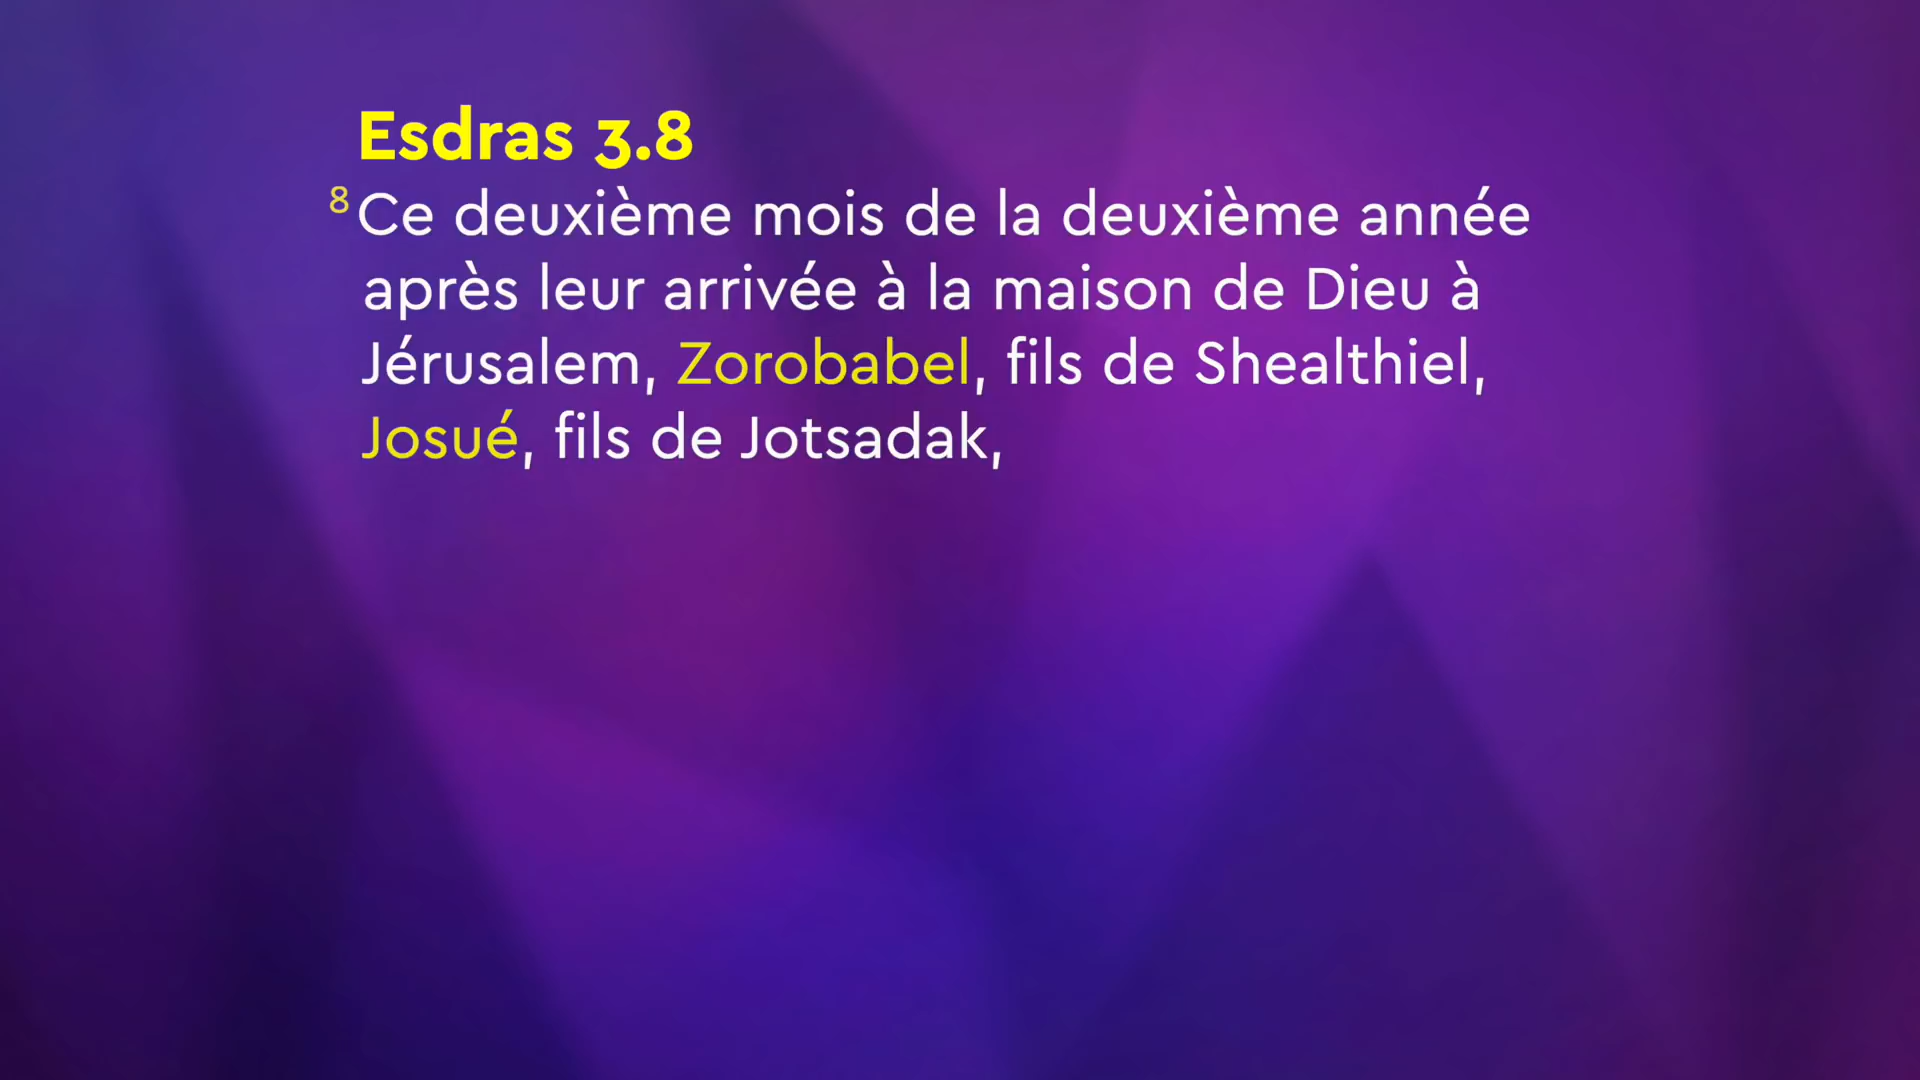 Esdras 3.8
8 Ce deuxième mois de la deuxième année
après leur arrivée à la maison de Dieu à
Jérusalem, Zorobabel, fils de Shealthiel,
Josué, fils de Jotsadak,